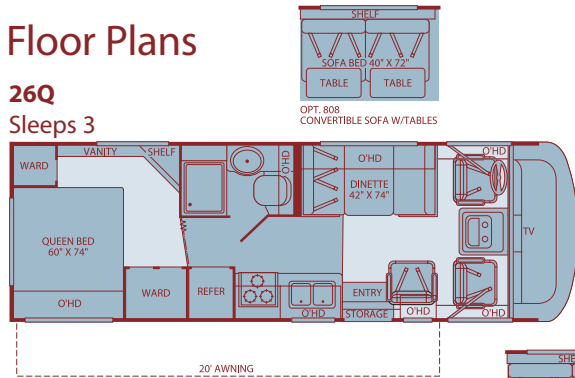 Floor Plans
26Q
Sleeps 3
SHELF
SOFA BED 40" X 72"
TABLE
TABLE
OPT. 808
CONVERTIBLE SOFA W/TABLES
WARD
VANITY
SHELF
O'HD
O'HD
DINETTE
42" X 74"
O'HD
TV
QUEEN BED
60" X 74"
O'HD
WARD
REFER
O'HD
ENTRY
STORAGE
O'HD
O'HD
20' AWNING
SHE